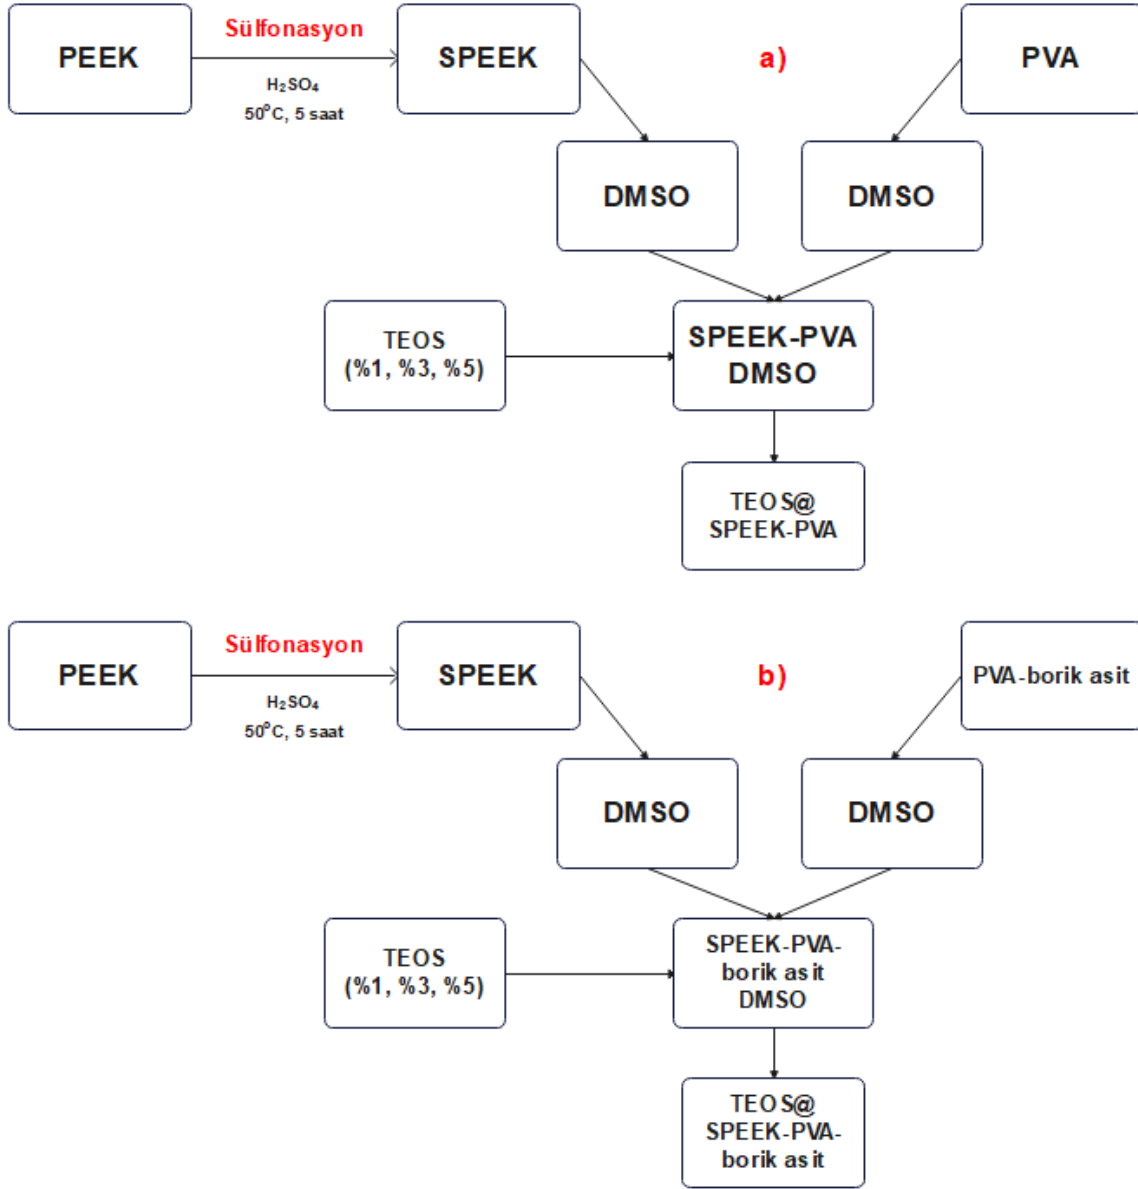 PEEK
Sülfonasyon
H₂SO₄
50°C, 5 saat
SPEEK
a)
PVA
DMSO
DMSO
TEOS
(%1, %3, %5)
SPEEK-PVA
DMSO
TEOS@
SPEEK-PVA
PEEK
Sülfonasyon
H₂SO₄
50°C, 5 saat
SPEEK
b)
PVA-borik asit
DMSO
DMSO
TEOS
(%1, %3, %5)
SPEEK-PVA-
borik asit
DMSO
TEOS@
SPEEK-PVA-
borik asit